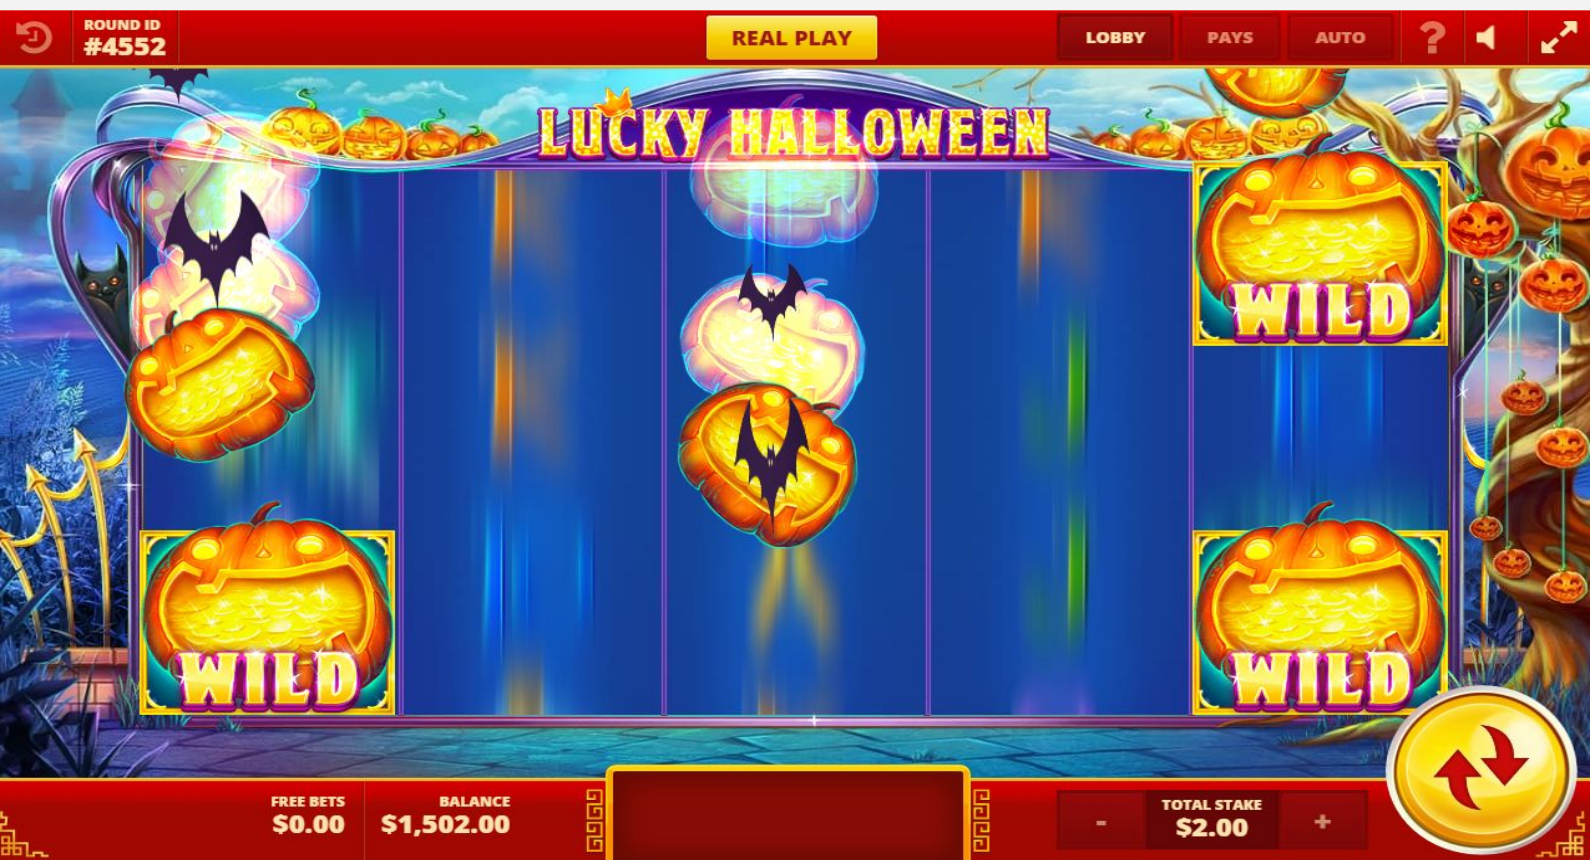 ROUND ID
#4552
REAL PLAY
LOBBY
PAYS
AUTO
?
LUCKY HALLOWEEN
WILD
WILD
WILD
FREE BETS
$0.00
BALANCE
$1,502.00
-
TOTAL STAKE
$2.00
+